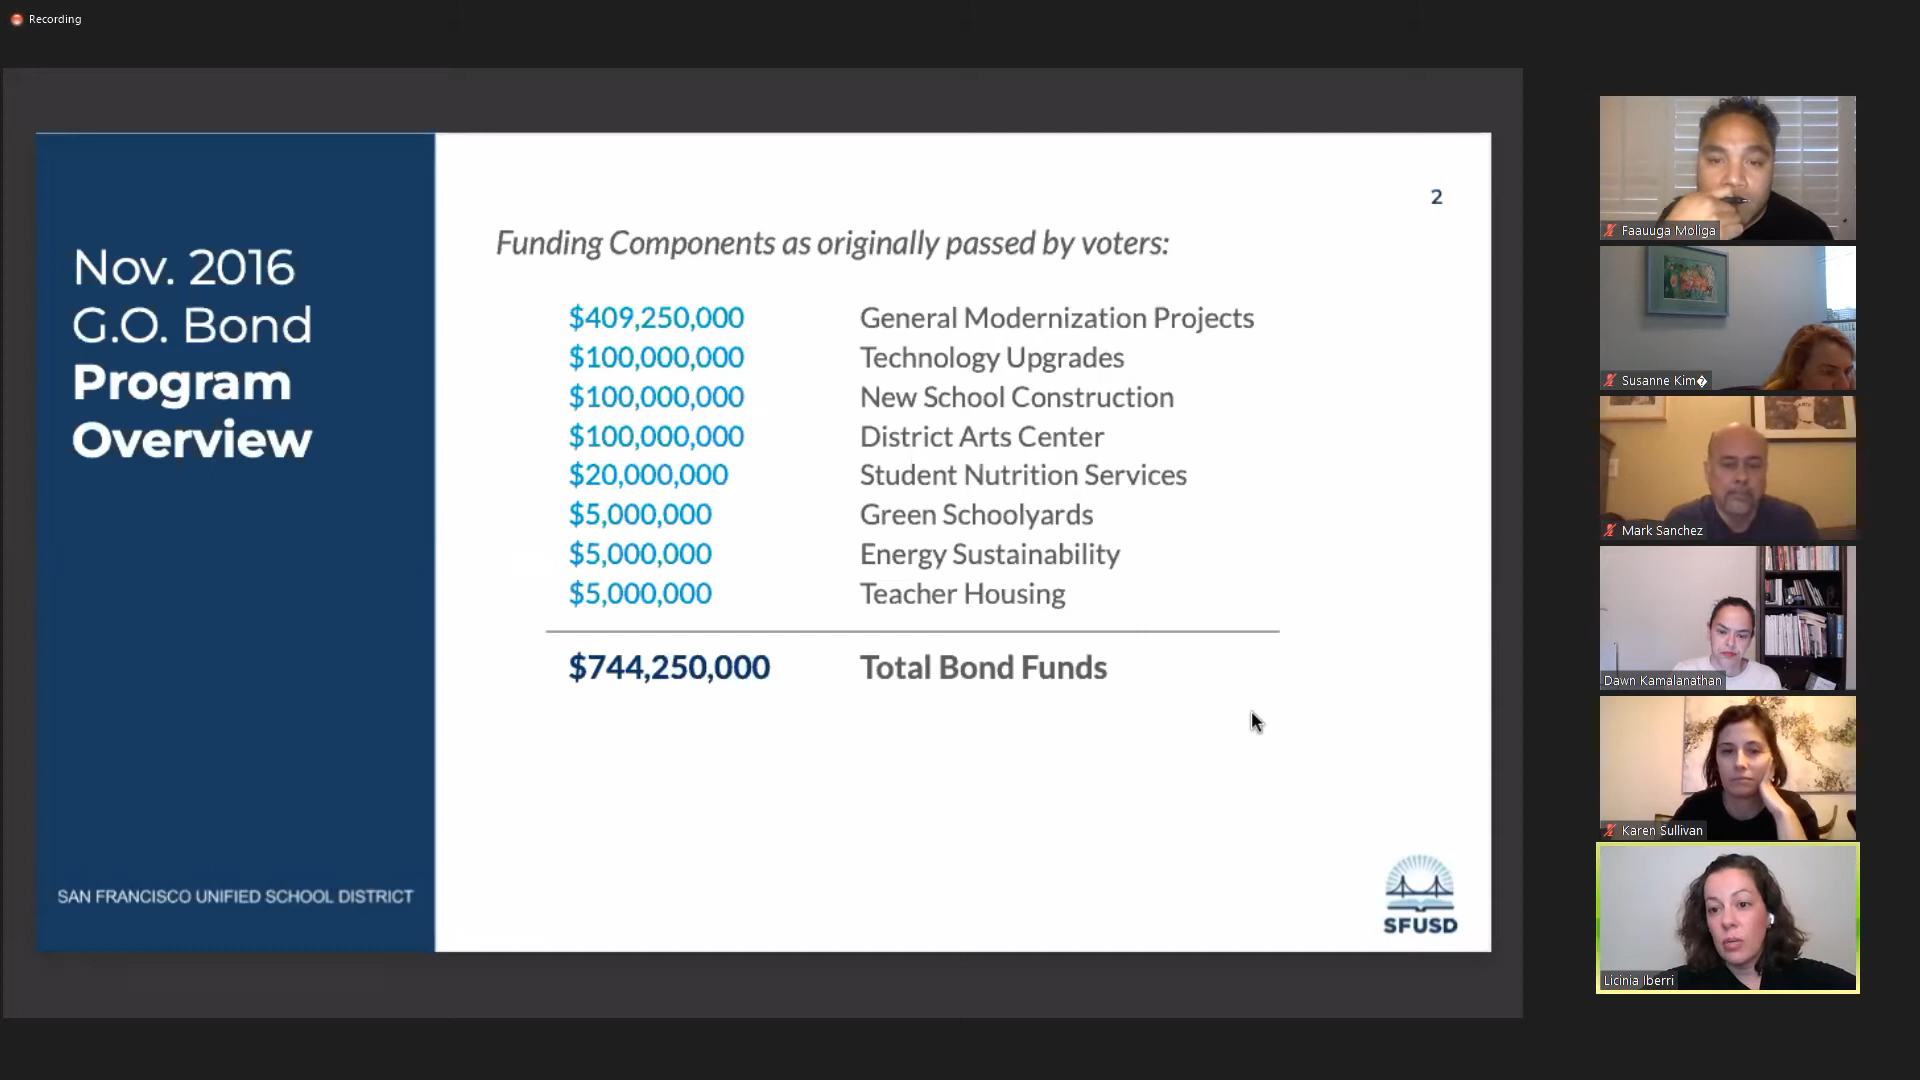 Recording
Nov. 2016
G.O. Bond
Program
Overview
SAN FRANCISCO UNIFIED SCHOOL DISTRICT
2
Funding Components as originally passed by voters:
$409,250,000 General Modernization Projects
$100,000,000 Technology Upgrades
$100,000,000 New School Construction
$100,000,000 District Arts Center
$20,000,000 Student Nutrition Services
$5,000,000 Green Schoolyards
$5,000,000 Energy Sustainability
$5,000,000 Teacher Housing
$744,250,000 Total Bond Funds
SFUSD
Faauuga Moliga
Susanne Kim�
Mark Sanchez
Dawn Kamalanathan
Karen Sullivan
Licinia Iberri